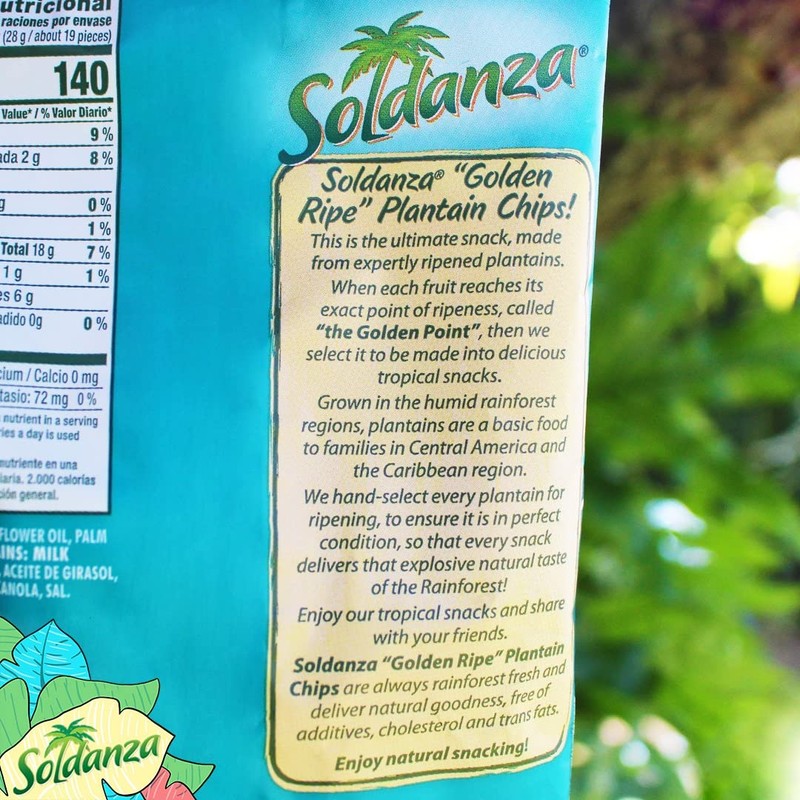 utricional
raciones por envase
(28 g / about 19 pieces)
140
Value* / % Valor Diario*
9 %
ada 2 g 8 %
g 0 %
1 %
Total 18 g 7 %
1 g 1 %
es 6 g
adido 0g 0 %
cium / Calcio 0 mg
tasio: 72 mg 0 %
nutrient in a serving
ries a day is used
nutriente en una
iaria. 2.000 calorías
ión general.
FLOWER OIL, PALM
INS: MILK
ACEITE DE GIRASOL,
ANOLA, SAL.
Soldanza
Soldanza®
Soldanza® “Golden
Ripe” Plantain Chips!
This is the ultimate snack, made
from expertly ripened plantains.
When each fruit reaches its
exact point of ripeness, called
“the Golden Point”, then we
select it to be made into delicious
tropical snacks.
Grown in the humid rainforest
regions, plantains are a basic food
to families in Central America and
the Caribbean region.
We hand-select every plantain for
ripening, to ensure it is in perfect
condition, so that every snack
delivers that explosive natural taste
of the Rainforest!
Enjoy our tropical snacks and share
with your friends.
Soldanza “Golden Ripe” Plantain
Chips are always rainforest fresh and
deliver natural goodness, free of
additives, cholesterol and trans fats.
Enjoy natural snacking!